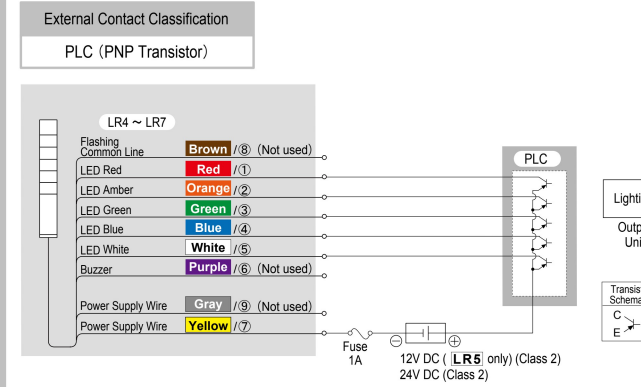 External Contact Classification
PLC (PNP Transistor)
LR4 ~ LR7
Flashing
Common Line
Brown /⑧ (Not used)
LED Red
Red /①
LED Amber
Orange /②
LED Green
Green /③
LED Blue
Blue /④
LED White
White /⑤
Buzzer
Purple /⑥ (Not used)
Power Supply Wire
Gray /⑨ (Not used)
Power Supply Wire
Yellow /⑦
PLC
Fuse
1A
⊖ ⊕
12V DC ( LR5 only) (Class 2)
24V DC (Class 2)
C
E